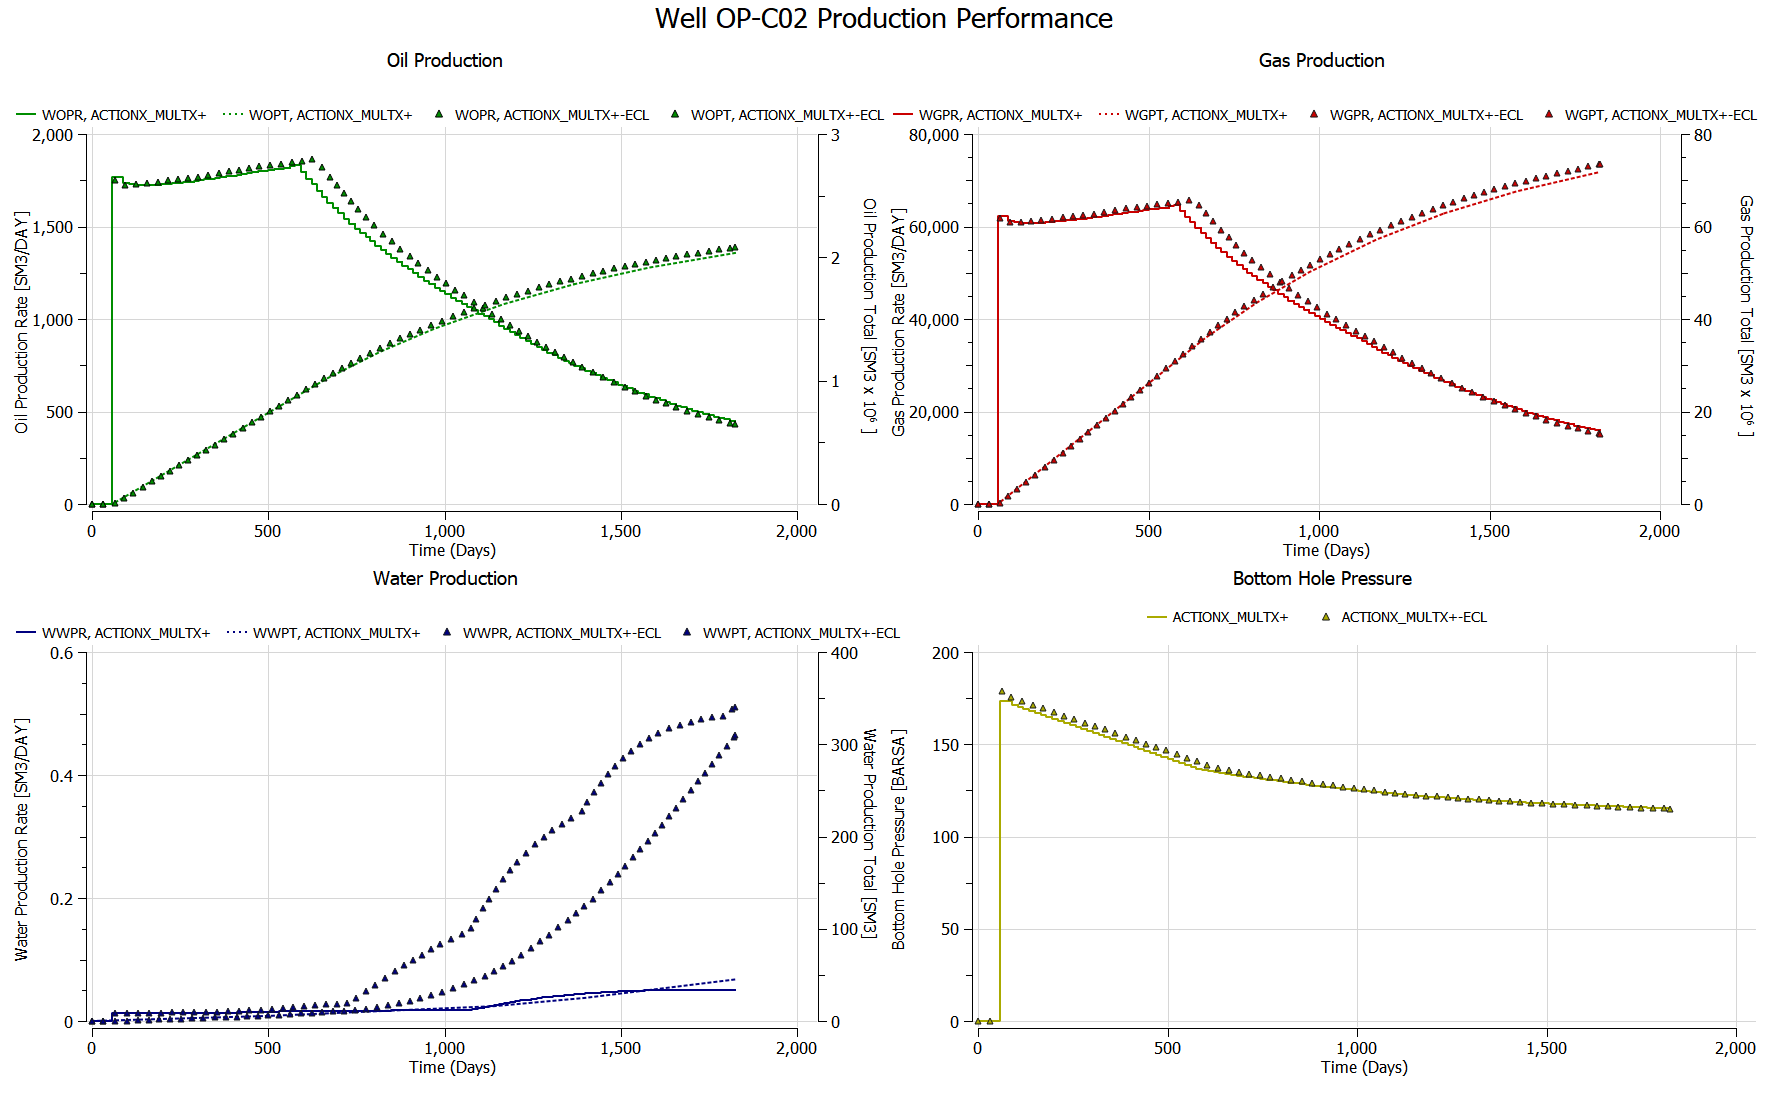 Well OP-C02 Production Performance
Oil Production
WOPR, ACTIONX_MULTX+ WOPT, ACTIONX_MULTX+ WOPR, ACTIONX_MULTX+-ECL WOPT, ACTIONX_MULTX+-ECL
2,000
1,500
1,000
500
0
Oil Production Rate [SM3/DAY]
3
2
1
0
Oil Production Total [SM3 x 10⁶ ]
0 500 1,000 1,500 2,000
Time (Days)
Gas Production
WGPR, ACTIONX_MULTX+ WGPT, ACTIONX_MULTX+ WGPR, ACTIONX_MULTX+-ECL WGPT, ACTIONX_MULTX+-ECL
80,000
60,000
40,000
20,000
0
Gas Production Rate [SM3/DAY]
80
60
40
20
0
Gas Production Total [SM3 x 10⁶ ]
0 500 1,000 1,500 2,000
Time (Days)
Water Production
WWPR, ACTIONX_MULTX+ WWPT, ACTIONX_MULTX+ WWPR, ACTIONX_MULTX+-ECL WWPT, ACTIONX_MULTX+-ECL
0.6
0.4
0.2
0
Water Production Rate [SM3/DAY]
400
300
200
100
0
Water Production Total [SM3]
0 500 1,000 1,500 2,000
Time (Days)
Bottom Hole Pressure
ACTIONX_MULTX+ ACTIONX_MULTX+-ECL
200
150
100
50
0
Bottom Hole Pressure [BARSA]
0 500 1,000 1,500 2,000
Time (Days)